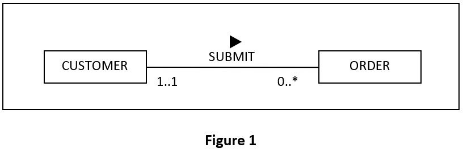 SUBMIT
CUSTOMER
ORDER
1..1
0..*
Figure 1